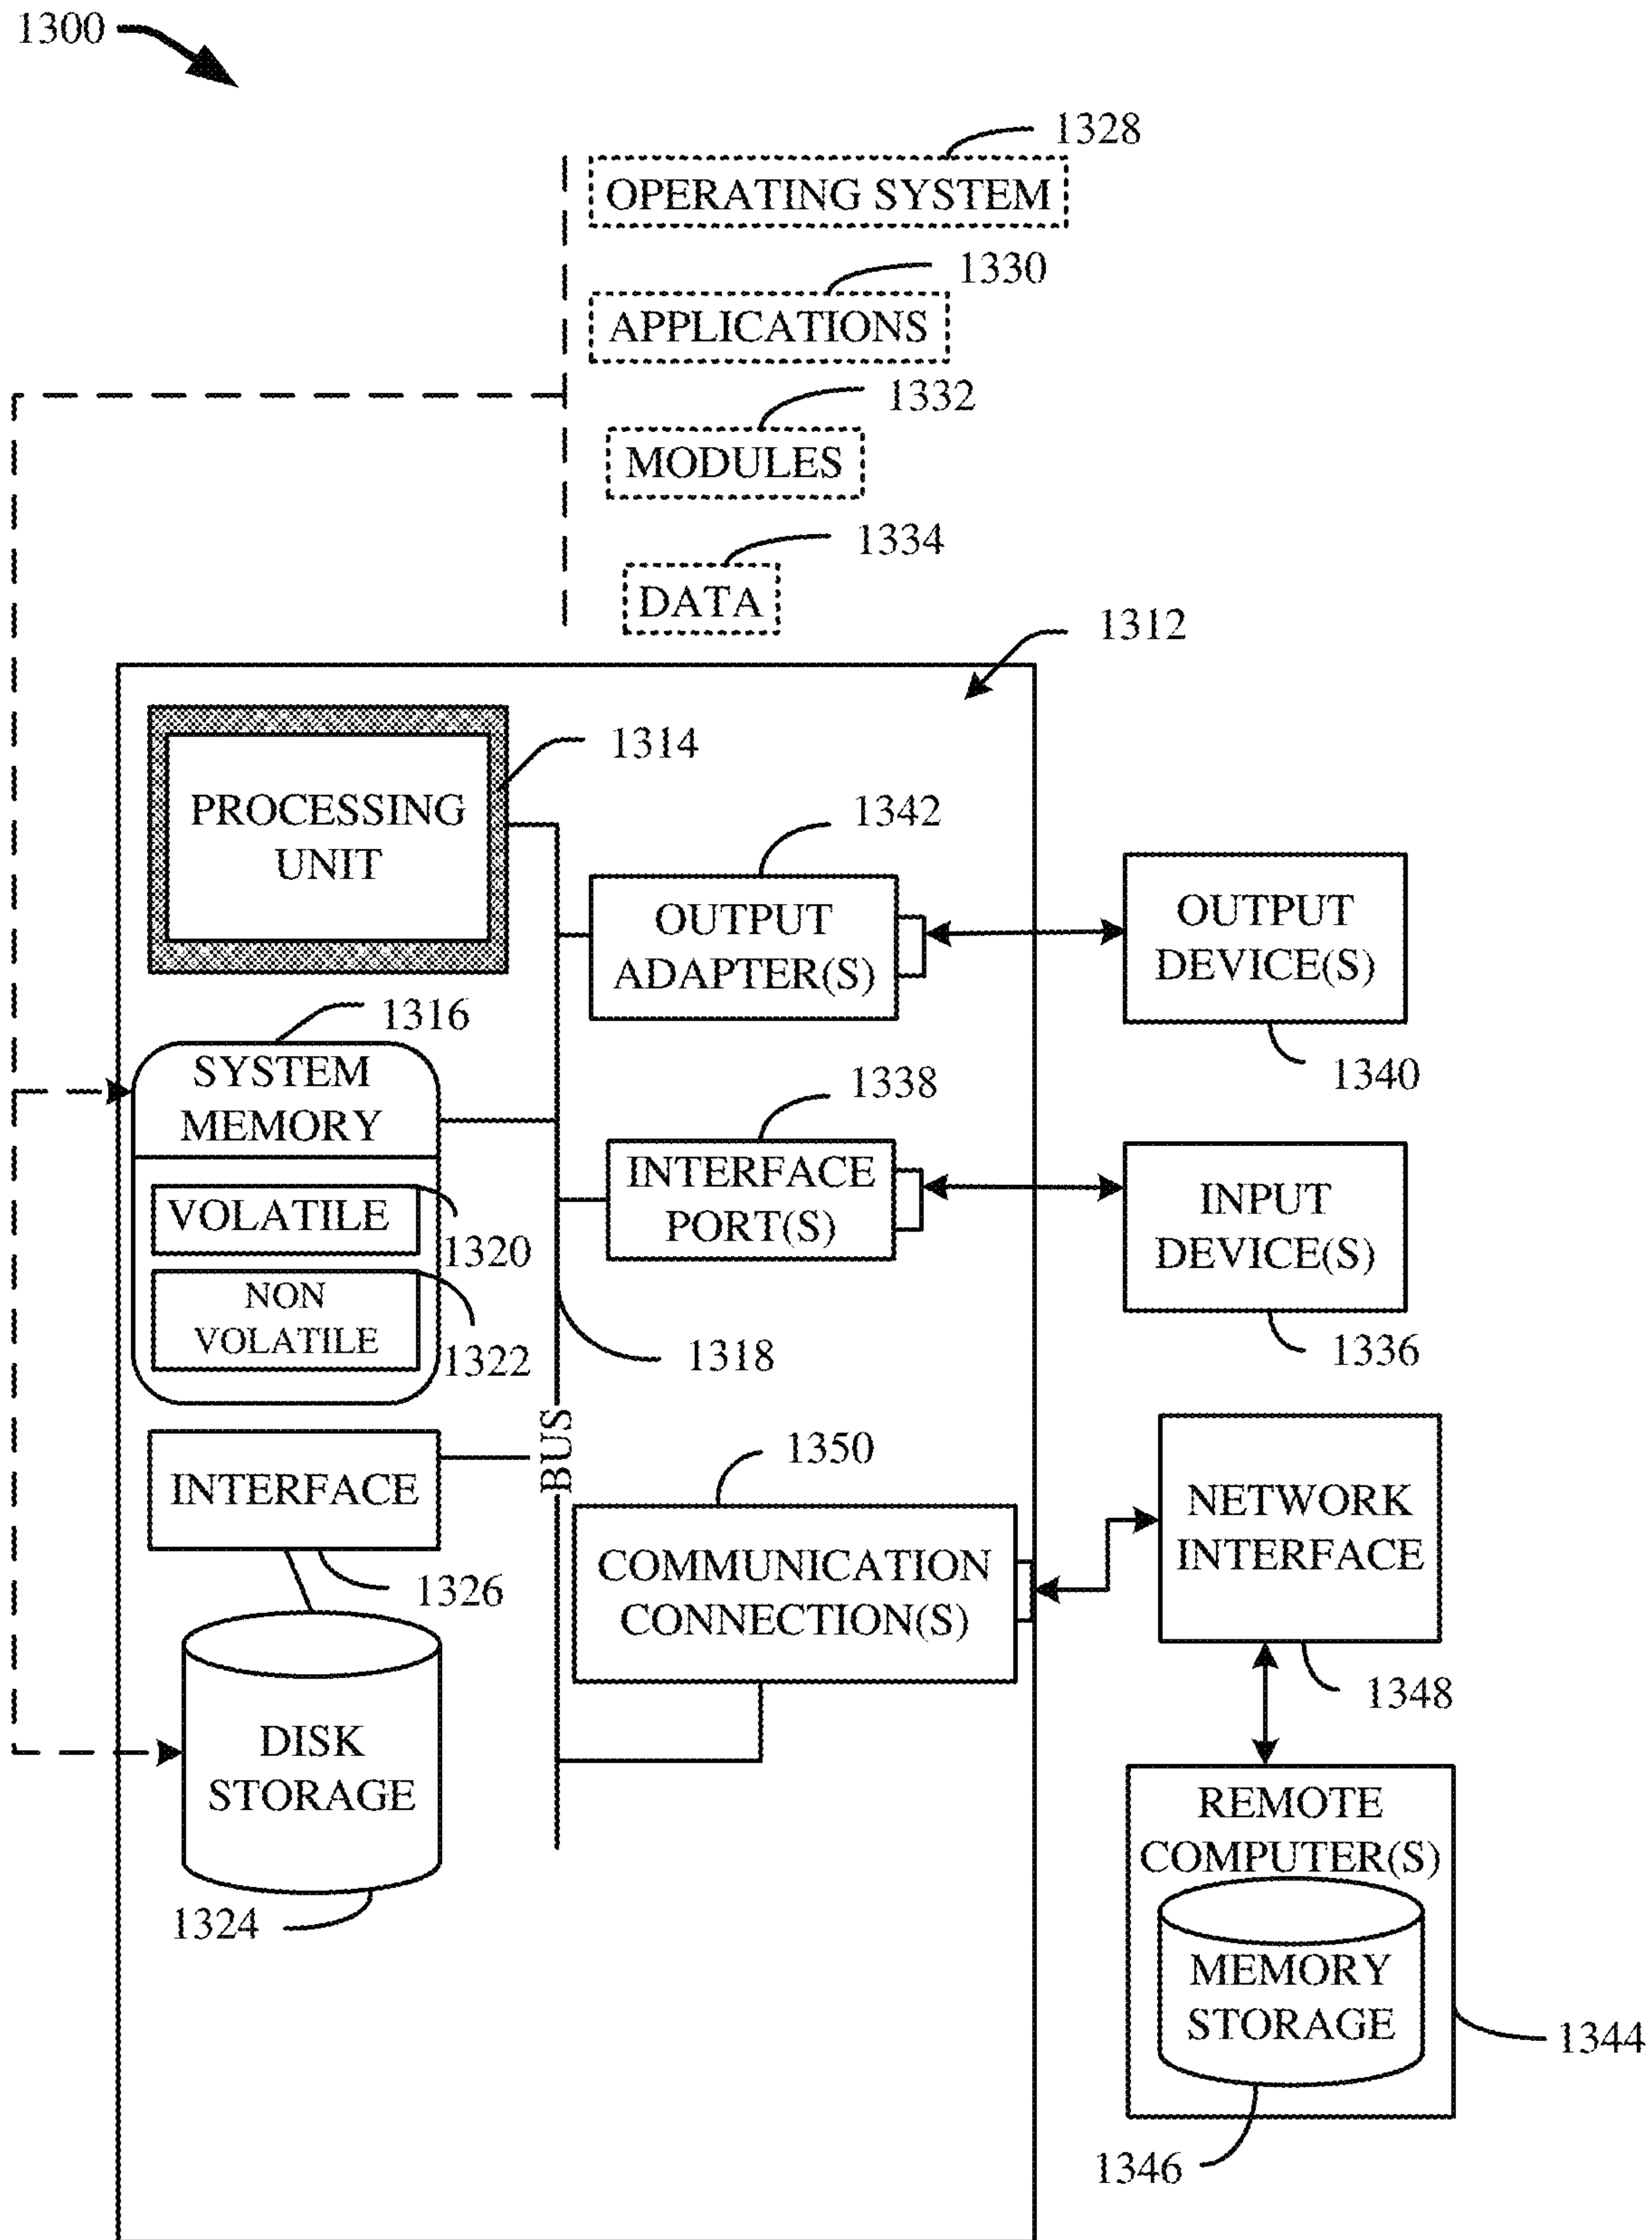 1300
1328
OPERATING SYSTEM
1330
APPLICATIONS
1332
MODULES
1334
DATA
1312
1314
PROCESSING
UNIT
1342
OUTPUT
ADAPTER(S)
OUTPUT
DEVICE(S)
1340
1316
SYSTEM
MEMORY
VOLATILE
1320
NON
VOLATILE
1322
1338
INTERFACE
PORT(S)
INPUT
DEVICE(S)
1336
1318
BUS
INTERFACE
1326
1350
COMMUNICATION
CONNECTION(S)
NETWORK
INTERFACE
1348
DISK
STORAGE
1324
REMOTE
COMPUTER(S)
MEMORY
STORAGE
1344
1346